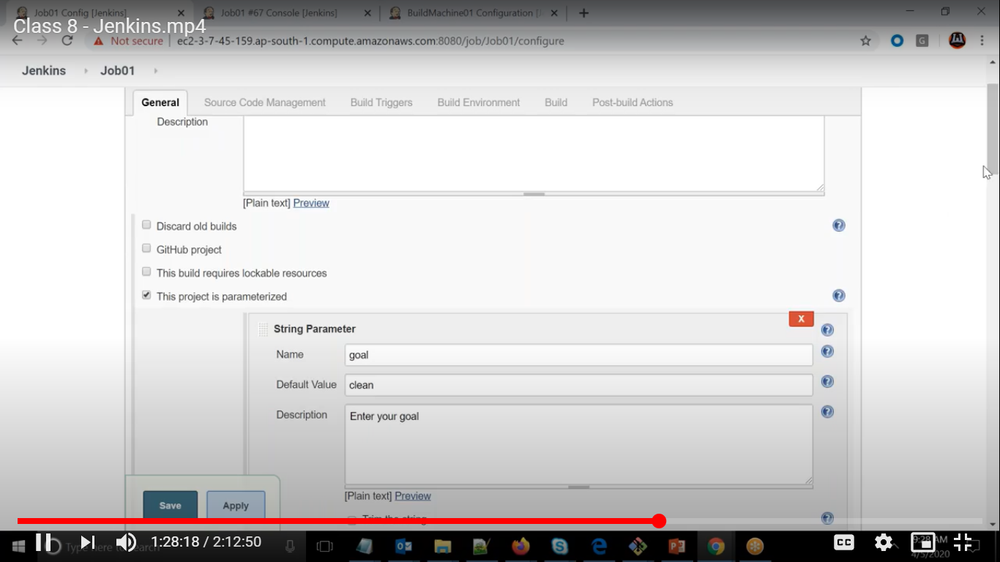 Job01 Config [Jenkins]
Job01 #67 Console [Jenkins]
BuildMachine01 Configuration [J
Class 8 - Jenkins.mp4
Not secure
ec2-3-7-45-159.ap-south-1.compute.amazonaws.com:8080/job/Job01/configure
Jenkins
Job01
General
Source Code Management
Build Triggers
Build Environment
Build
Post-build Actions
Description
[Plain text] Preview
Discard old builds
GitHub project
This build requires lockable resources
This project is parameterized
String Parameter
X
Name
goal
Default Value
clean
Description
Enter your goal
[Plain text] Preview
Save
Apply
Trim the string
1:28:18 / 2:12:50
Type here to search
CC
9:28 AM
4/5/2020